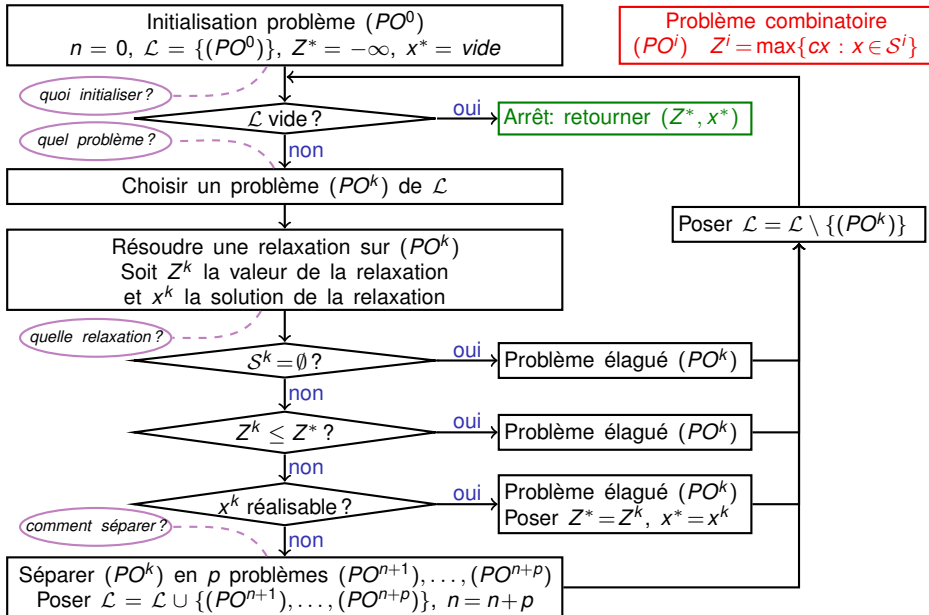 Initialisation problème (PO⁰)
n = 0, ℒ = {(PO⁰)}, Z* = −∞, x* = vide
Problème combinatoire
(POⁱ) Zⁱ = max{cx : x ∈ 𝒮ⁱ}
quoi initialiser ?
ℒ vide ?
oui
Arrêt: retourner (Z*, x*)
quel problème ?
non
Choisir un problème (POᵏ) de ℒ
Poser ℒ = ℒ \ {(POᵏ)}
Résoudre une relaxation sur (POᵏ)
Soit Zᵏ la valeur de la relaxation
et xᵏ la solution de la relaxation
quelle relaxation ?
𝒮ᵏ = ∅ ?
oui
Problème élagué (POᵏ)
non
Zᵏ ≤ Z* ?
oui
Problème élagué (POᵏ)
non
xᵏ réalisable ?
oui
Problème élagué (POᵏ)
Poser Z* = Zᵏ, x* = xᵏ
comment séparer ?
non
Séparer (POᵏ) en p problèmes (POⁿ⁺¹), . . . , (POⁿ⁺ᵖ)
Poser ℒ = ℒ ∪ {(POⁿ⁺¹), . . . , (POⁿ⁺ᵖ)}, n = n + p